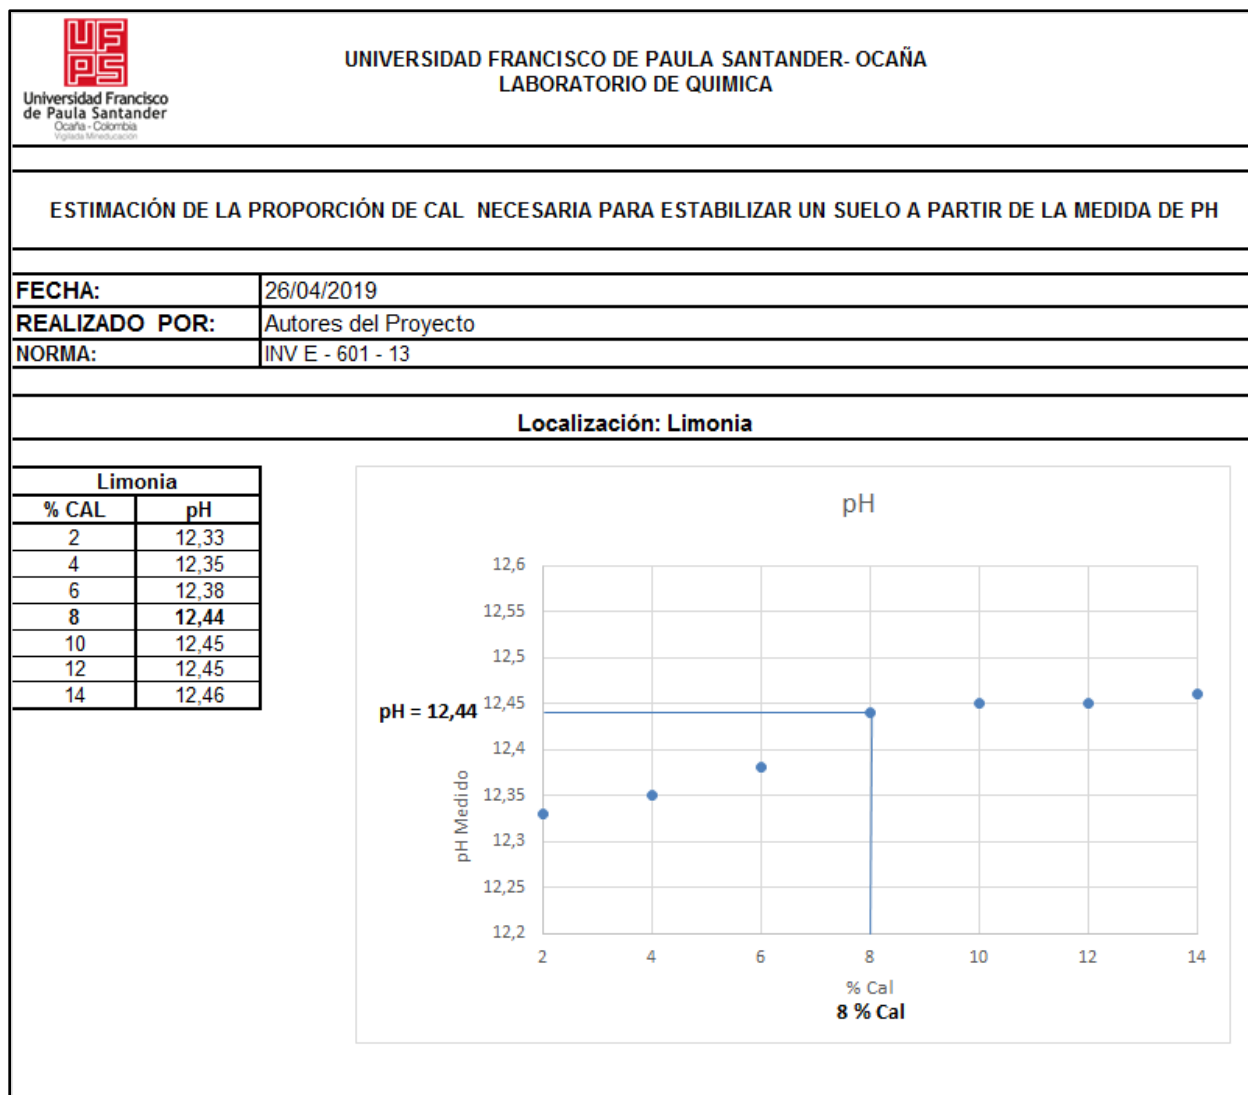 UFPS
Universidad Francisco
de Paula Santander
Ocaña - Colombia
Vigilada Mineducación
UNIVERSIDAD FRANCISCO DE PAULA SANTANDER- OCAÑA
LABORATORIO DE QUIMICA
ESTIMACIÓN DE LA PROPORCIÓN DE CAL NECESARIA PARA ESTABILIZAR UN SUELO A PARTIR DE LA MEDIDA DE PH
FECHA: 26/04/2019
REALIZADO POR: Autores del Proyecto
NORMA: INV E - 601 - 13
Localización: Limonia
Limonia
% CAL pH
2 12,33
4 12,35
6 12,38
8 12,44
10 12,45
12 12,45
14 12,46
pH
12,6
12,55
12,5
12,45
12,4
12,35
12,3
12,25
12,2
pH = 12,44
pH Medido
2 4 6 8 10 12 14
% Cal
8 % Cal